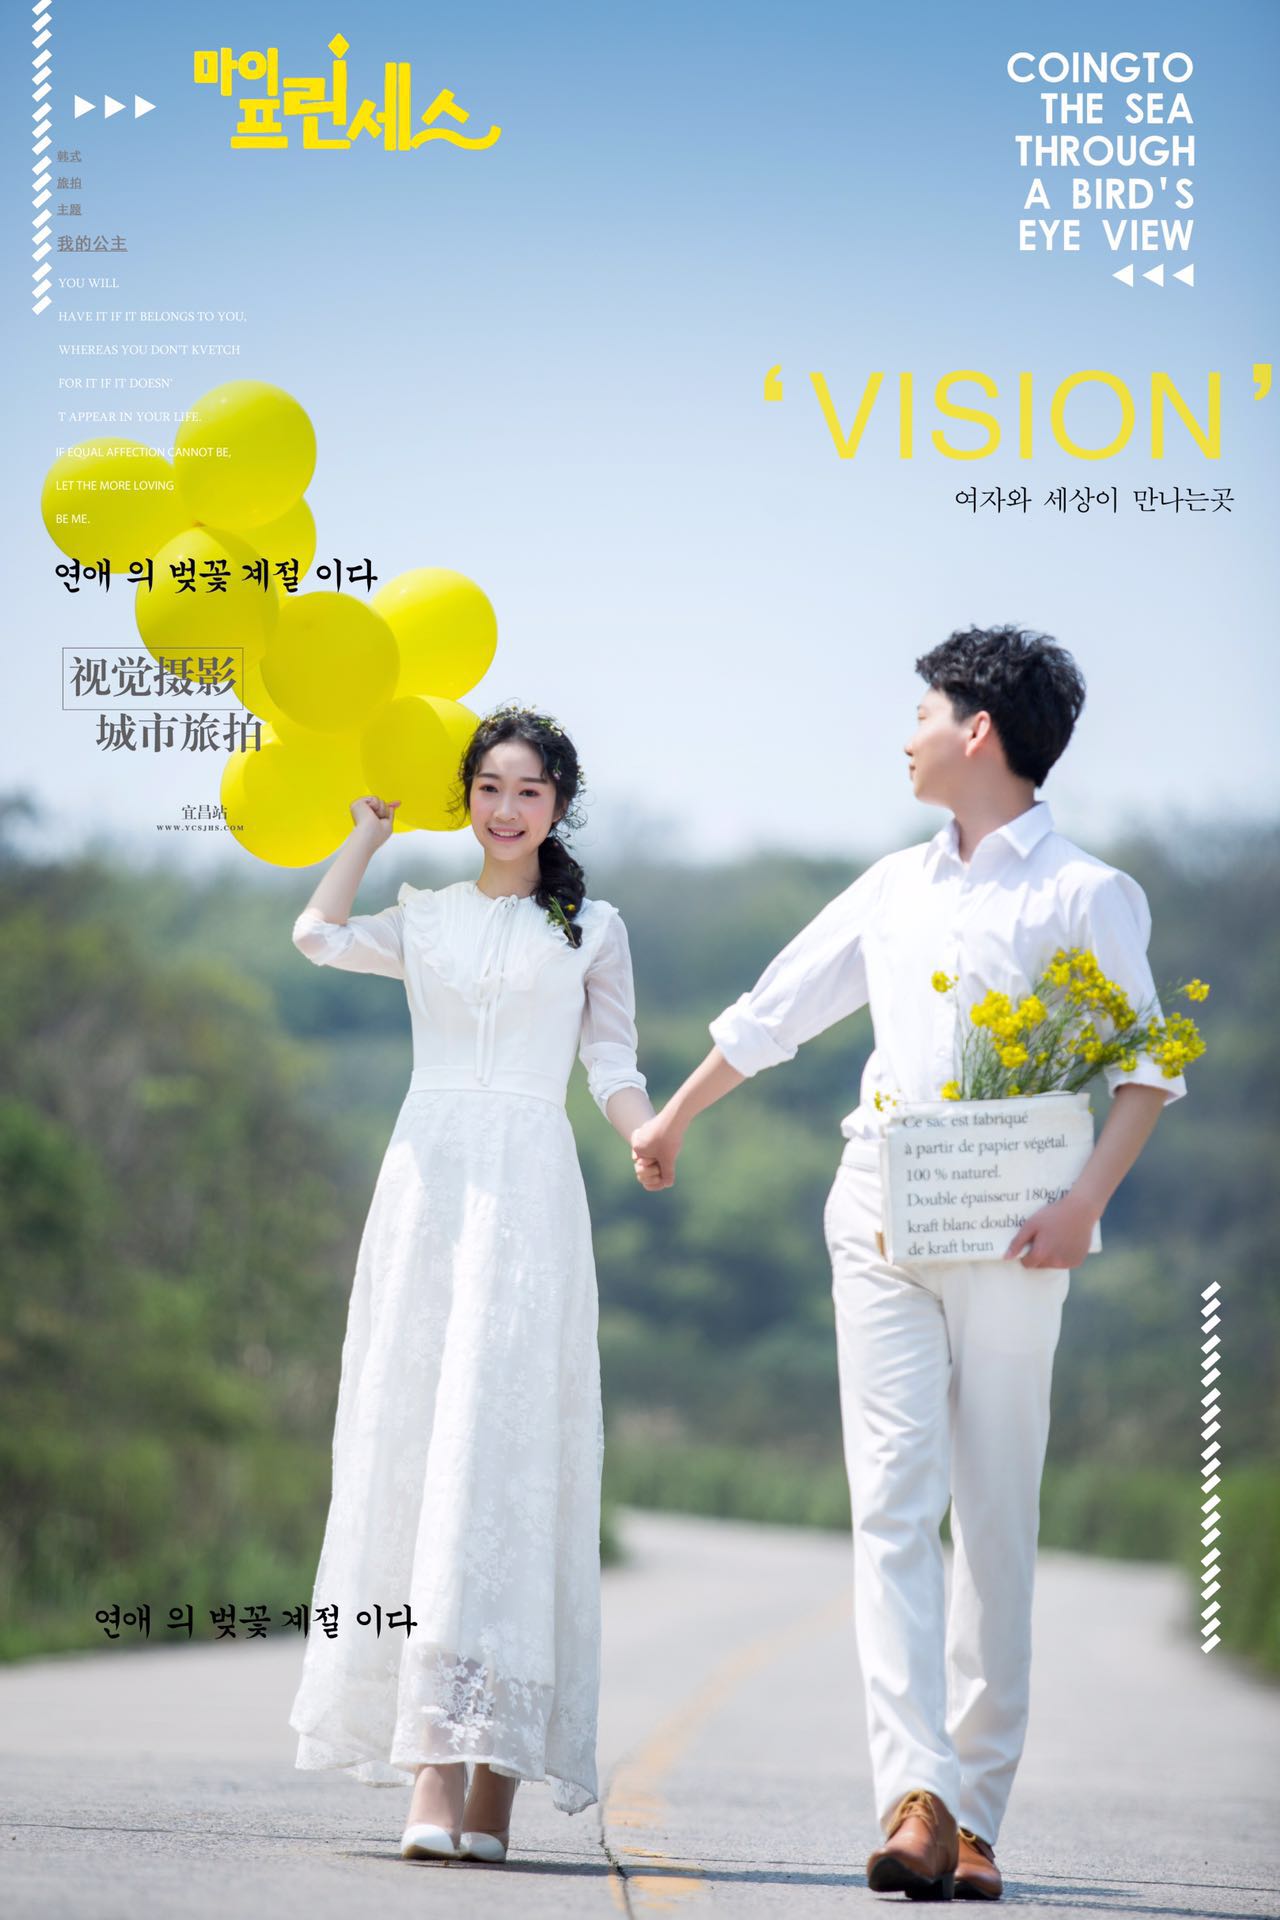 마이
프린세스
韩式
旅拍
主题
我的公主
YOU WILL
HAVE IT IF IT BELONGS TO YOU,
WHEREAS YOU DON'T KVETCH
FOR IT IF IT DOESN'
T APPEAR IN YOUR LIFE.
IF EQUAL AFFECTION CANNOT BE,
LET THE MORE LOVING
BE ME.
연애 의 벚꽃 계절 이다
视觉摄影
城市旅拍
宜昌站
WWW.YCSJHS.COM
COINGTO
THE SEA
THROUGH
A BIRD'S
EYE VIEW
‘VISION’
여자와 세상이 만나는곳
Ce sac est fabriqué
à partir de papier végétal.
100 % naturel.
Double épaisseur 180g/m
kraft blanc doublé
de kraft brun
연애 의 벚꽃 계절 이다